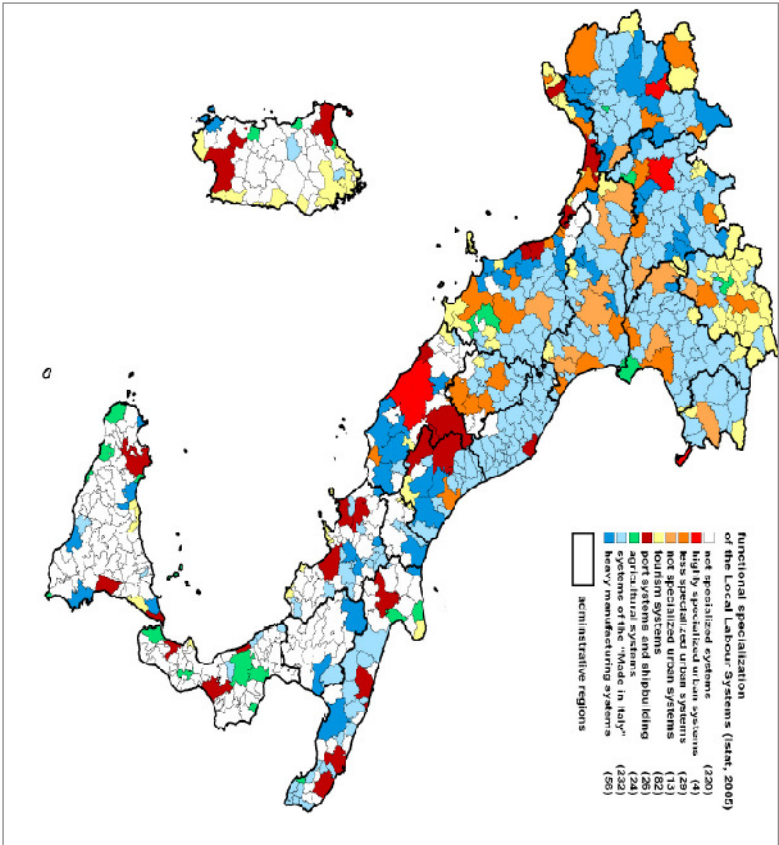 functional specialization
of the Local Labour Systems (Istat, 2005)
not specialized systems (220)
highly specialized urban systems (4)
less specialized urban systems (29)
not specialized urban systems (13)
tourism systems (82)
port systems and shipbuilding (26)
agricultural systems (24)
systems of the "Made in Italy" (232)
heavy manufacturing systems (56)
adminstrative regions